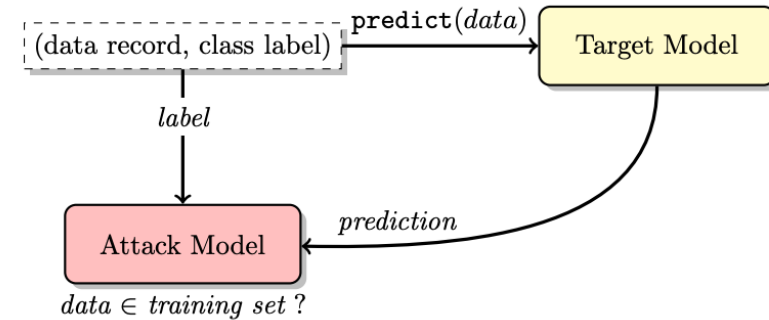 predict(data)
(data record, class label)
Target Model
label
prediction
Attack Model
data ∈ training set ?